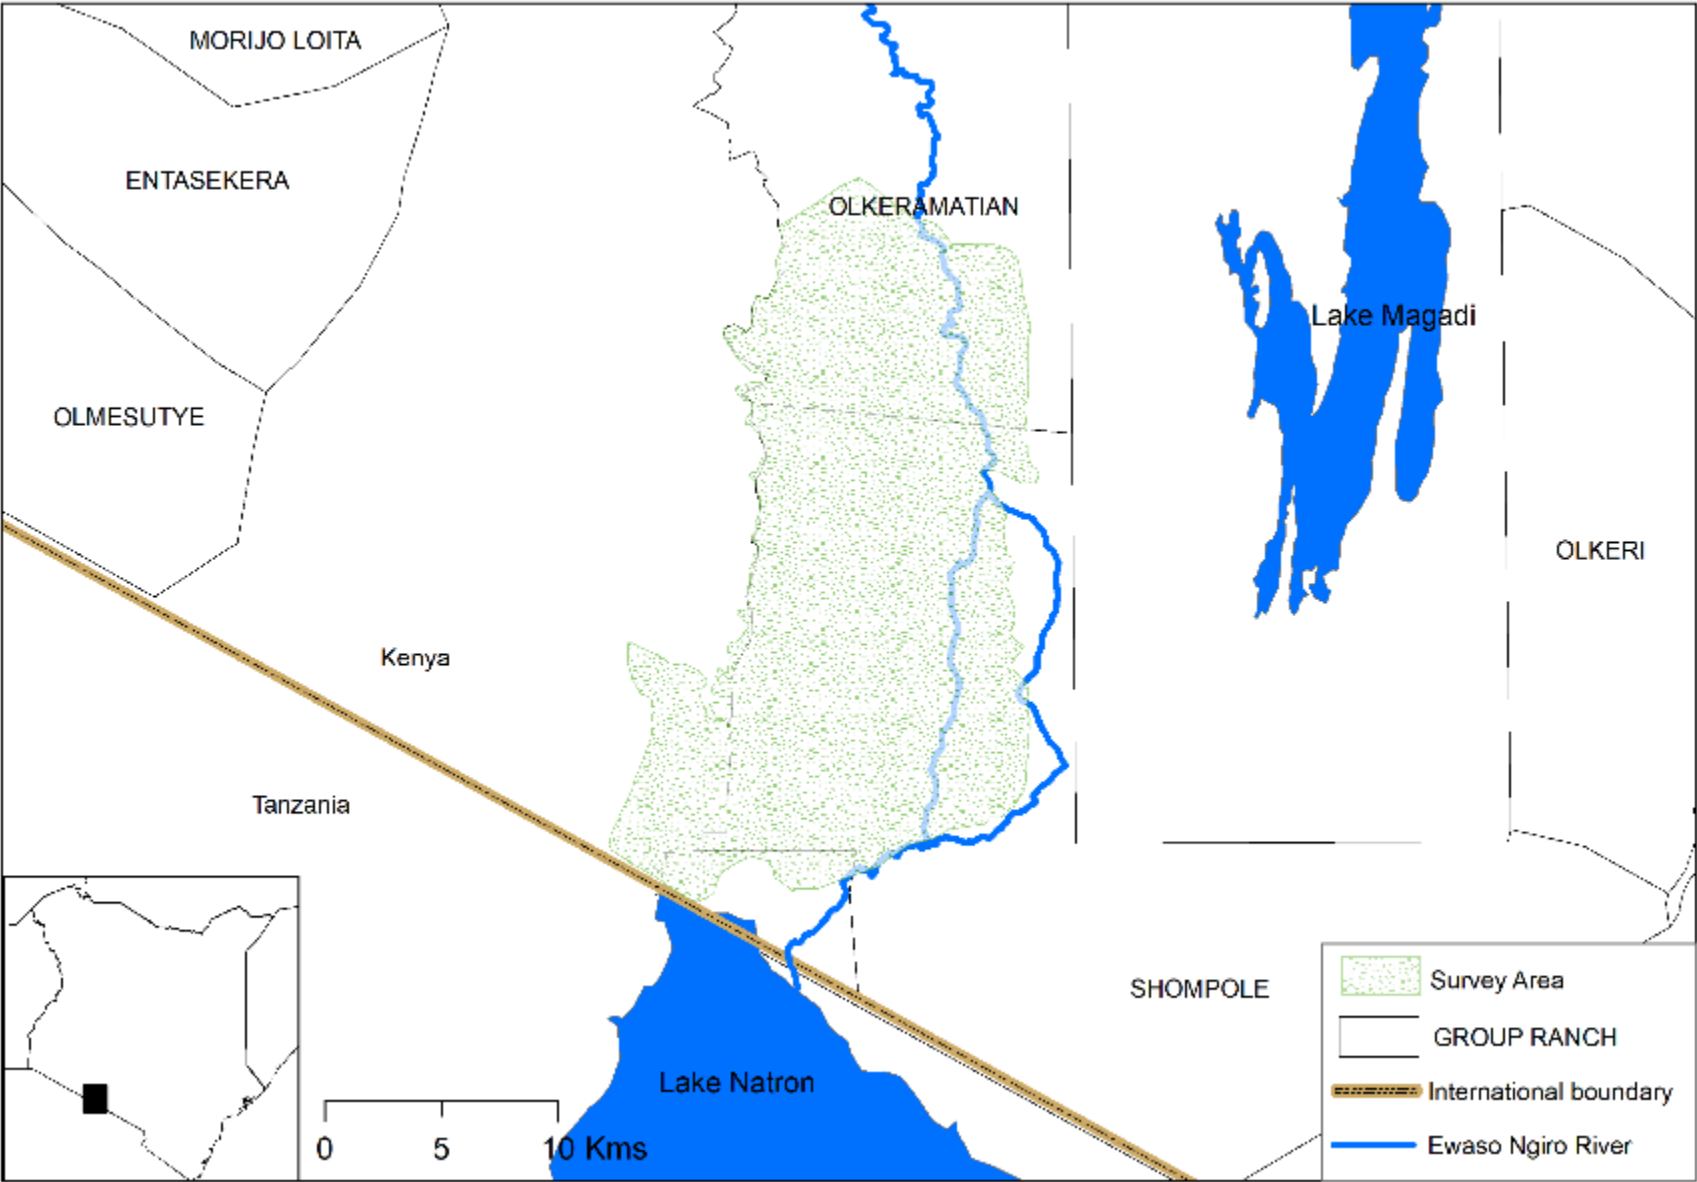 MORIJO LOITA
ENTASEKERA
OLKERAMATIAN
Lake Magadi
OLMESUTYE
OLKERI
Kenya
Tanzania
SHOMPOLE
Lake Natron
0 5 10 Kms
Survey Area
GROUP RANCH
International boundary
Ewaso Ngiro River